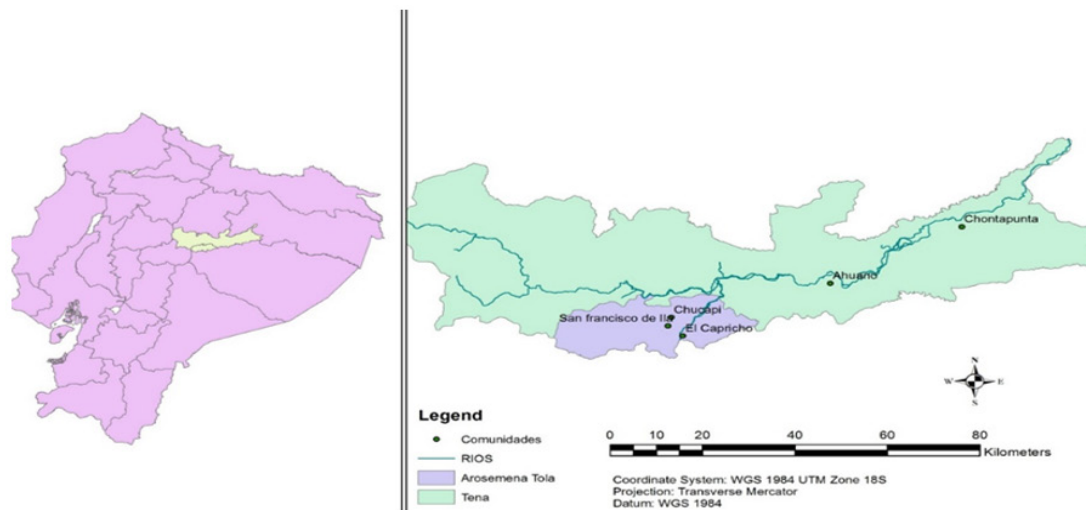 Chontapunta
Ahuano
Chucapi
San francisco de Ila
El Capricho
N
W E
S
Legend
Comunidades
RIOS
Arosemena Tola
Tena
0 10 20 40 60 80
Kilometers
Coordinate System: WGS 1984 UTM Zone 18S
Projection: Transverse Mercator
Datum: WGS 1984